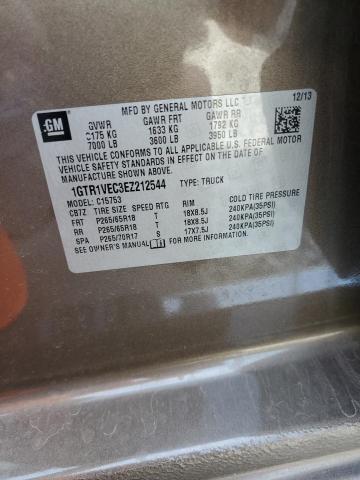 GM
MFD BY GENERAL MOTORS LLC 12/13
GVWR GAWR FRT GAWR RR
3175 KG 1633 KG 1792 KG
7000 LB 3600 LB 3950 LB
THIS VEHICLE CONFORMS TO ALL APPLICABLE U.S. FEDERAL MOTOR
VEHICLE SAFETY STANDARDS IN EFFECT ON THE DATE OF
MANUFACTURE SHOWN ABOVE.
1GTR1VEC3EZ212544 TYPE: TRUCK
MODEL: C15753
CB7Z TIRE SIZE SPEED RTG RIM COLD TIRE PRESSURE
FRT P265/65R18 T 18X8.5J 240KPA(35PSI)
RR P265/65R18 T 18X8.5J 240KPA(35PSI)
SPA P265/70R17 S 17X7.5J 240KPA(35PSI)
SEE OWNER'S MANUAL